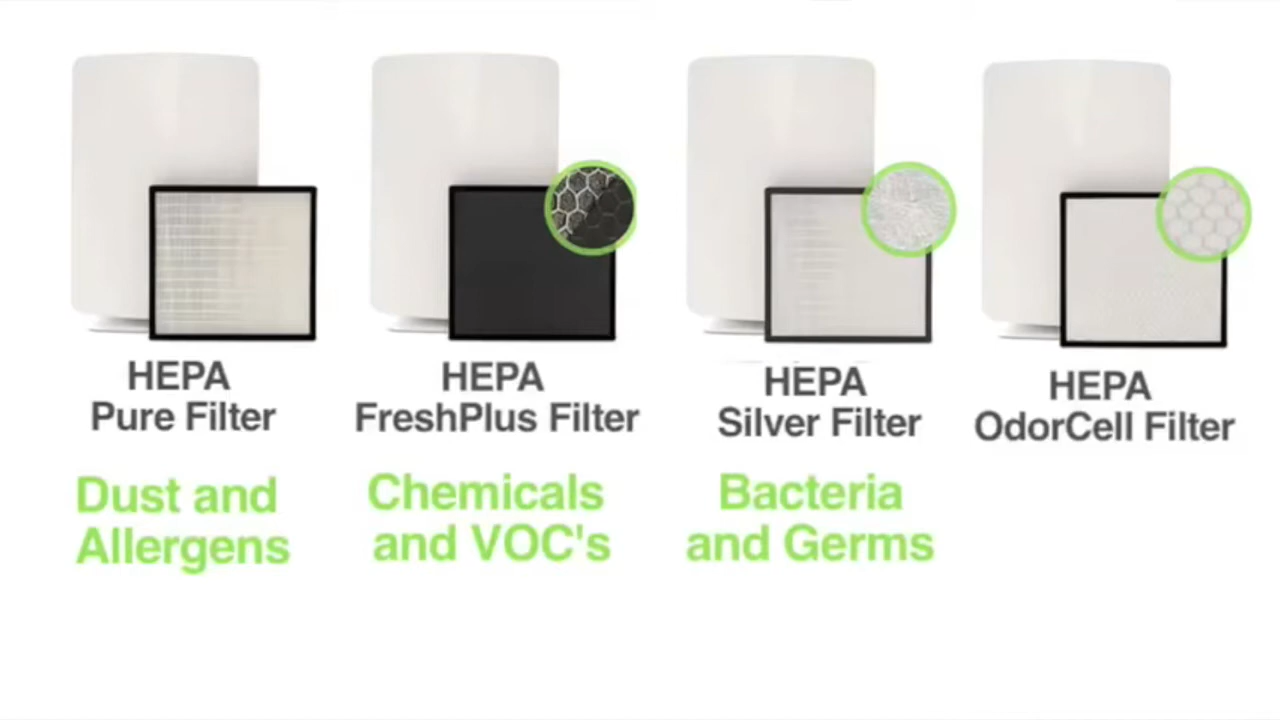 HEPA
Pure Filter
Dust and
Allergens
HEPA
FreshPlus Filter
Chemicals
and VOC's
HEPA
Silver Filter
Bacteria
and Germs
HEPA
OdorCell Filter